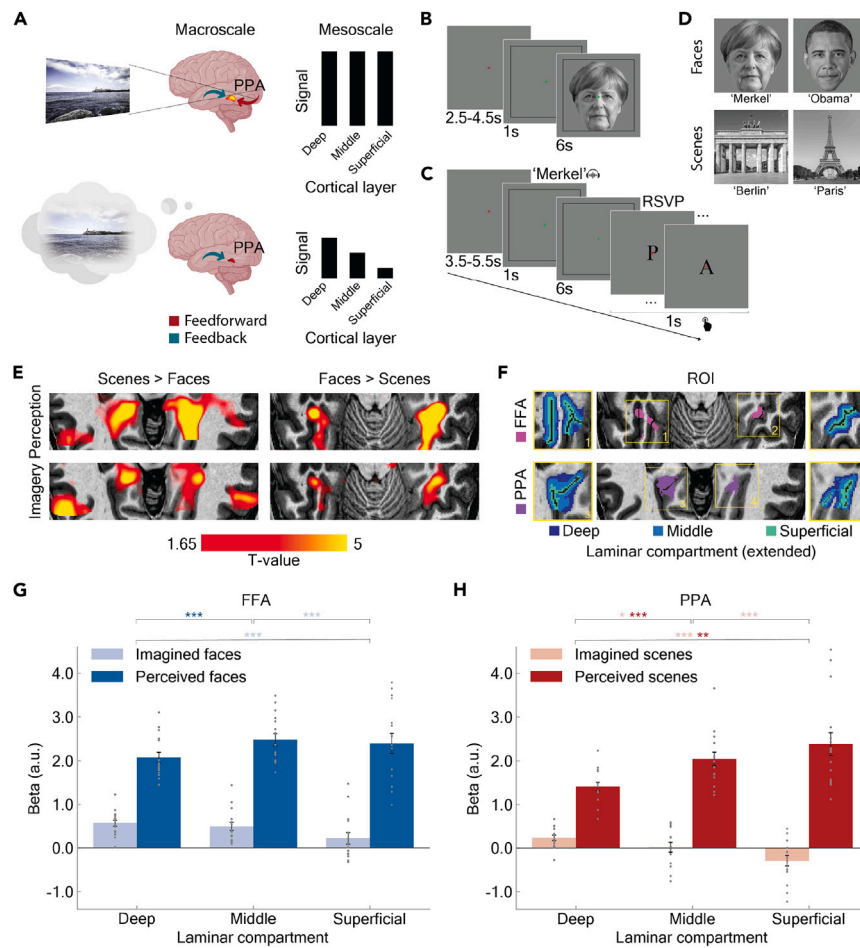 A
Macroscale
Mesoscale
PPA
Signal
Deep
Middle
Superficial
Cortical layer
PPA
Signal
Deep
Middle
Superficial
Cortical layer
Feedforward
Feedback
B
2.5-4.5s
1s
6s
C
'Merkel'
RSVP
...
P
A
3.5-5.5s
1s
6s
...
1s
D
Faces
'Merkel'
'Obama'
Scenes
'Berlin'
'Paris'
E
Scenes > Faces
Faces > Scenes
Perception
Imagery
1.65
5
T-value
F
ROI
FFA
1
1
2
PPA
3
4
Deep
Middle
Superficial
Laminar compartment (extended)
G
FFA
*** ***
***
Imagined faces
Perceived faces
4.0
3.0
2.0
1.0
0.0
-1.0
Beta (a.u.)
Deep
Middle
Superficial
Laminar compartment
H
PPA
* *** ***
*** **
Imagined scenes
Perceived scenes
4.0
3.0
2.0
1.0
0.0
-1.0
Beta (a.u.)
Deep
Middle
Superficial
Laminar compartment